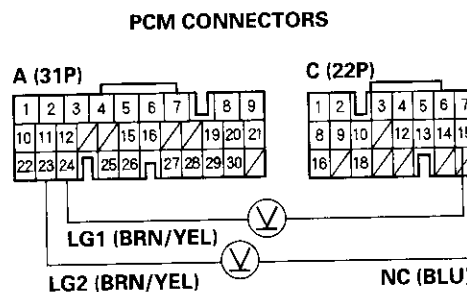 PCM CONNECTORS
A (31P)
C (22P)
1 2 3 4 5 6 7 8 9
1 2 3 4 5 6 7
10 11 12 15 16 19 20 21
8 9 10 12 13 14 15
22 23 24 25 26 27 28 29 30
16 18
V
LG1 (BRN/YEL)
V
LG2 (BRN/YEL)
NC (BLU)